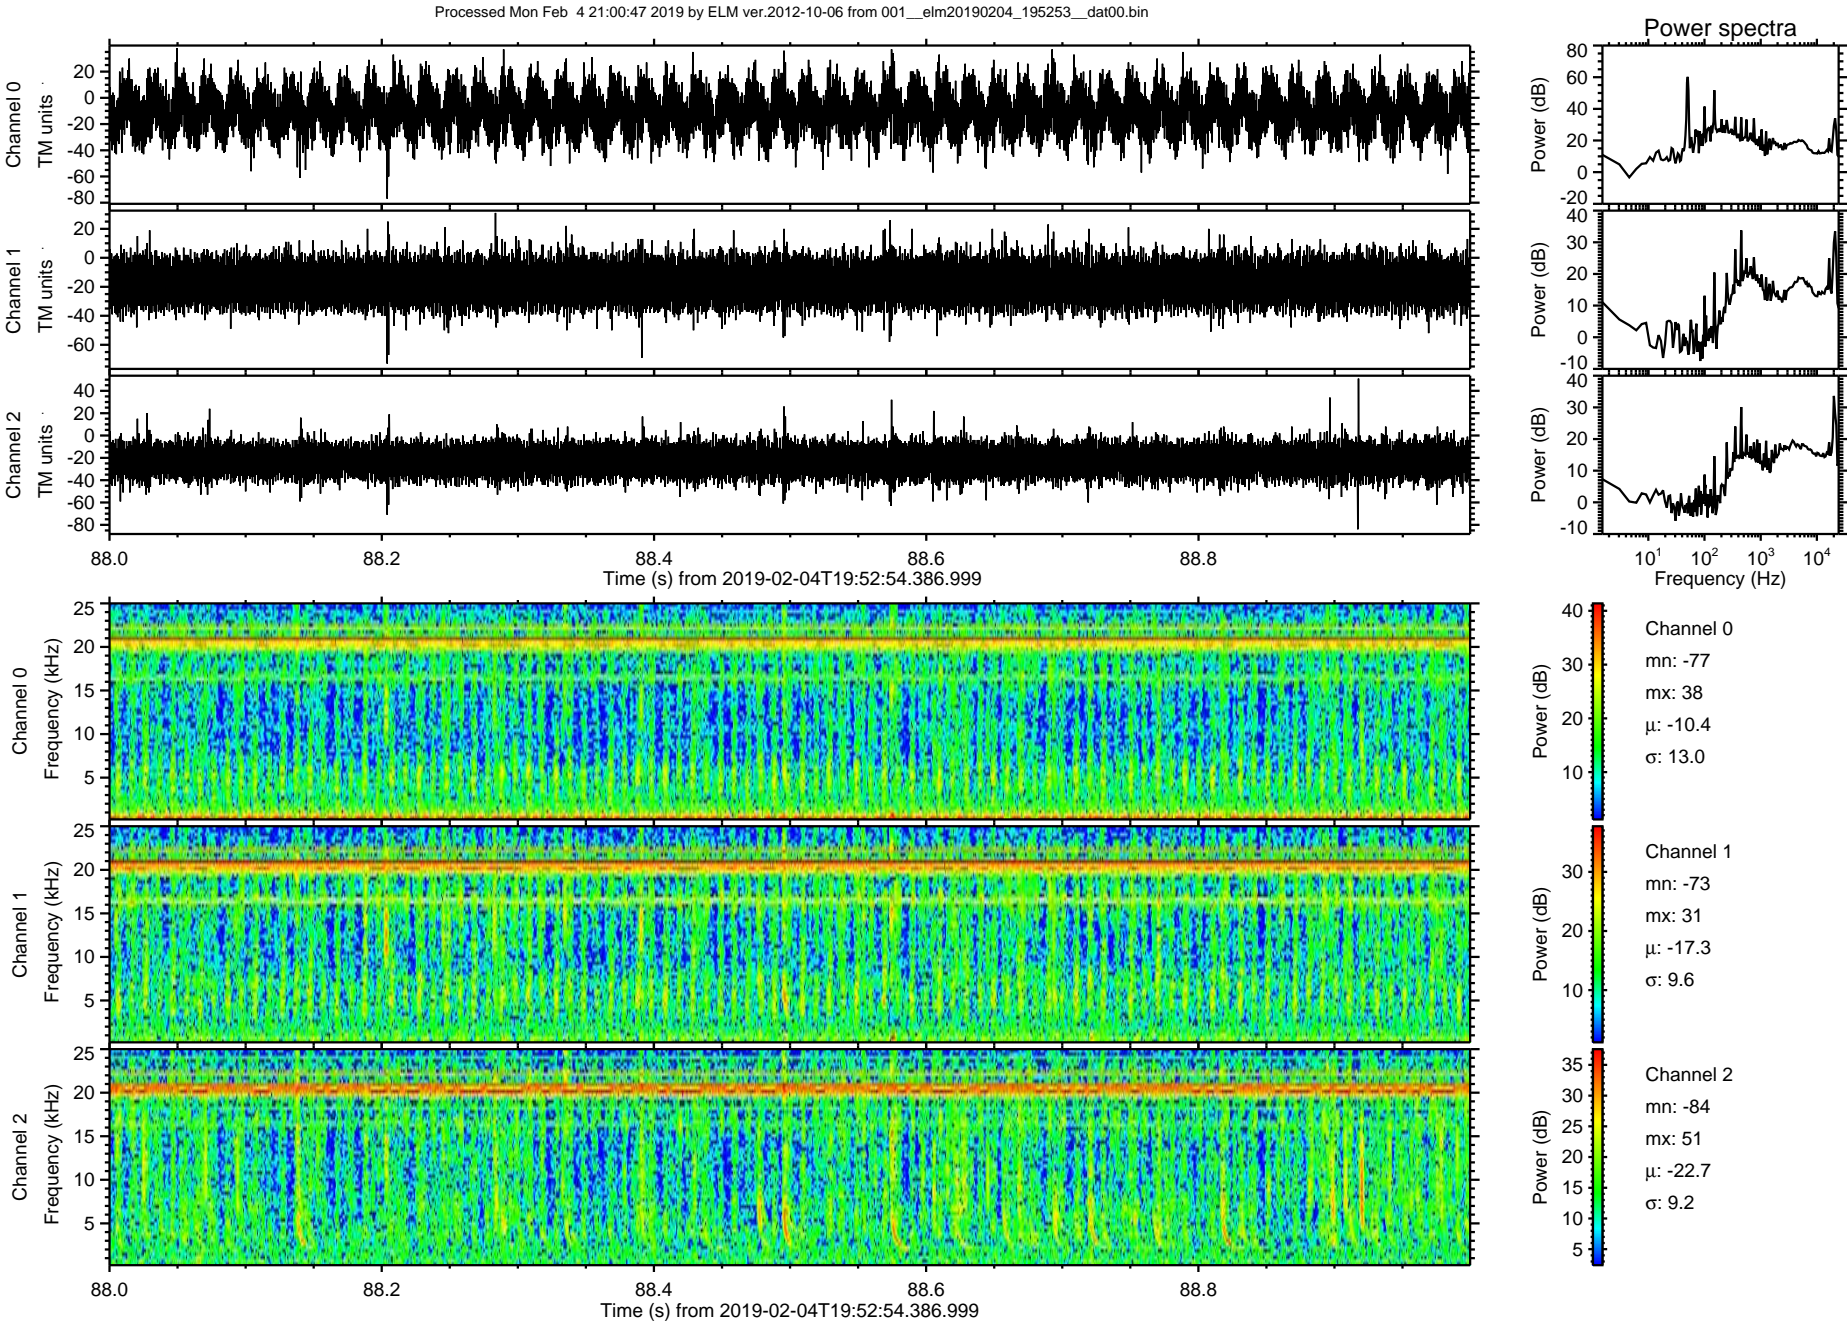 Processed Mon Feb  4 21:00:47 2019 by ELM ver.2012-10-06 from 001__elm20190204_195253__dat00.bin
Power spectra
Channel 0
TM units
20
0
-20
-40
-60
-80
Power (dB)
80
60
40
20
0
-20
Channel 1
TM units
20
0
-20
-40
-60
Power (dB)
40
30
20
10
0
-10
Channel 2
TM units
40
20
0
-20
-40
-60
-80
Power (dB)
40
30
20
10
0
-10
88.0 88.2 88.4 88.6 88.8
Time (s) from 2019-02-04T19:52:54.386.999
10¹ 10² 10³ 10⁴
Frequency (Hz)
Channel 0
Frequency (kHz)
25
20
15
10
5
Power (dB)
40
30
20
10
Channel 0
mn: -77
mx: 38
μ: -10.4
σ: 13.0
Channel 1
Frequency (kHz)
25
20
15
10
5
Power (dB)
30
20
10
Channel 1
mn: -73
mx: 31
μ: -17.3
σ: 9.6
Channel 2
Frequency (kHz)
25
20
15
10
5
Power (dB)
35
30
25
20
15
10
5
Channel 2
mn: -84
mx: 51
μ: -22.7
σ: 9.2
88.0 88.2 88.4 88.6 88.8
Time (s) from 2019-02-04T19:52:54.386.999